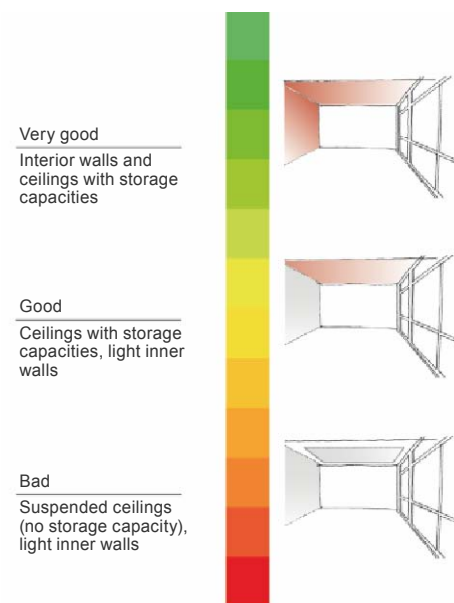 Very good
Interior walls and
ceilings with storage
capacities
Good
Ceilings with storage
capacities, light inner
walls
Bad
Suspended ceilings
(no storage capacity),
light inner walls